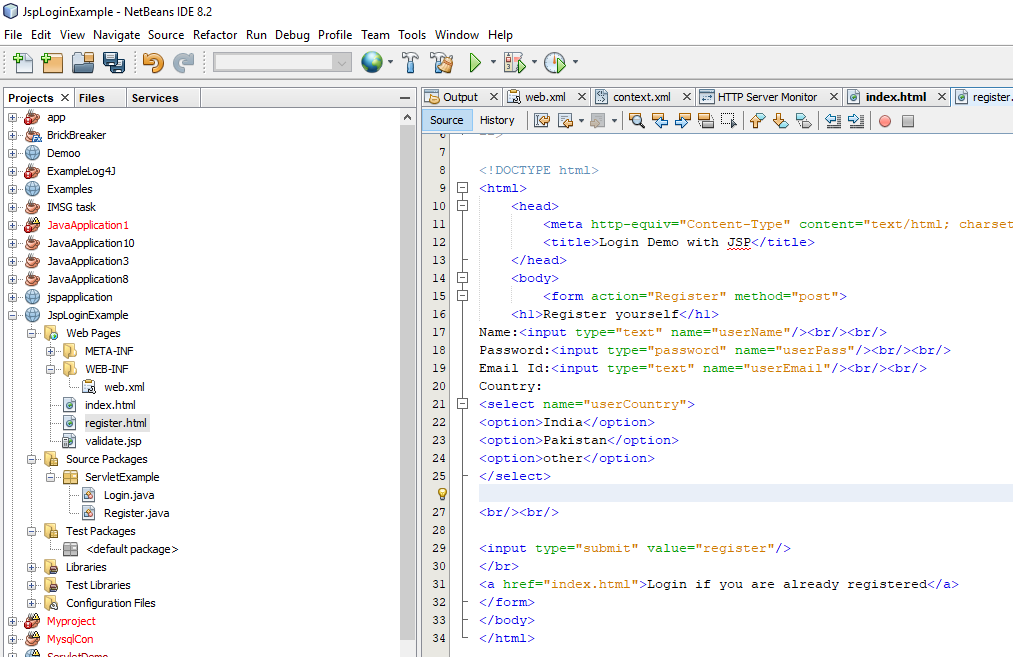 JspLoginExample - NetBeans IDE 8.2
File Edit View Navigate Source Refactor Run Debug Profile Team Tools Window Help
Projects Files Services
app
BrickBreaker
Demoo
ExampleLog4J
Examples
IMSG task
JavaApplication1
JavaApplication10
JavaApplication3
JavaApplication8
jspapplication
JspLoginExample
Web Pages
META-INF
WEB-INF
web.xml
index.html
register.html
validate.jsp
Source Packages
ServletExample
Login.java
Register.java
Test Packages
<default package>
Libraries
Test Libraries
Configuration Files
Myproject
MysqlCon
ServletDemo
Output web.xml context.xml HTTP Server Monitor index.html register.
Source History
6 -->
7
8 <!DOCTYPE html>
9 <html>
10 <head>
11 <meta http-equiv="Content-Type" content="text/html; charset
12 <title>Login Demo with JSP</title>
13 </head>
14 <body>
15 <form action="Register" method="post">
16 <h1>Register yourself</h1>
17 Name:<input type="text" name="userName"/><br/><br/>
18 Password:<input type="password" name="userPass"/><br/><br/>
19 Email Id:<input type="text" name="userEmail"/><br/><br/>
20 Country:
21 <select name="userCountry">
22 <option>India</option>
23 <option>Pakistan</option>
24 <option>other</option>
25 </select>
27 <br/><br/>
28
29 <input type="submit" value="register"/>
30 </br>
31 <a href="index.html">Login if you are already registered</a>
32 </form>
33 </body>
34 </html>